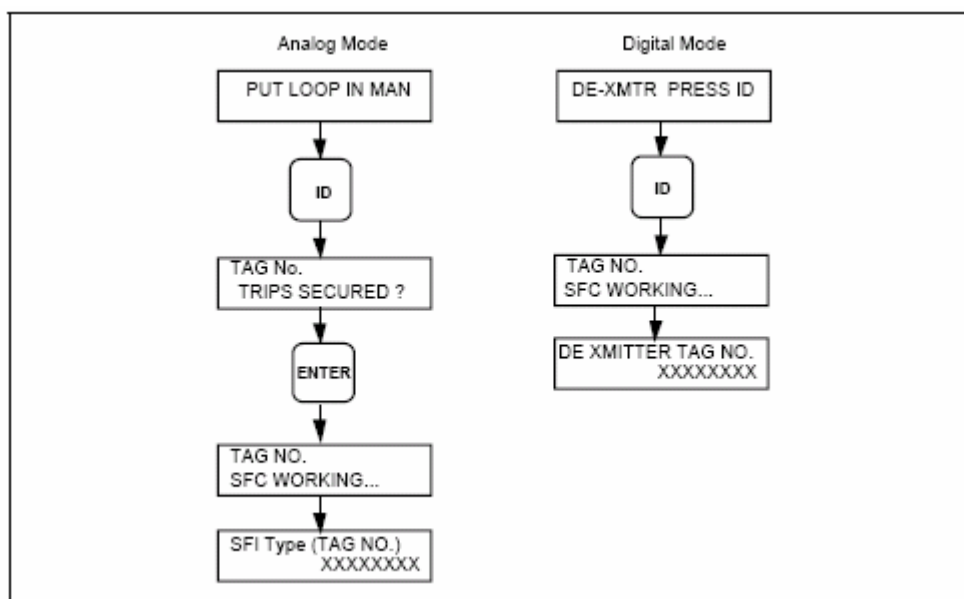 Analog Mode
PUT LOOP IN MAN
ID
TAG No.
TRIPS SECURED ?
ENTER
TAG NO.
SFC WORKING...
SFI Type (TAG NO.)
XXXXXXXX
Digital Mode
DE-XMTR PRESS ID
ID
TAG NO.
SFC WORKING...
DE XMITTER TAG NO.
XXXXXXXX